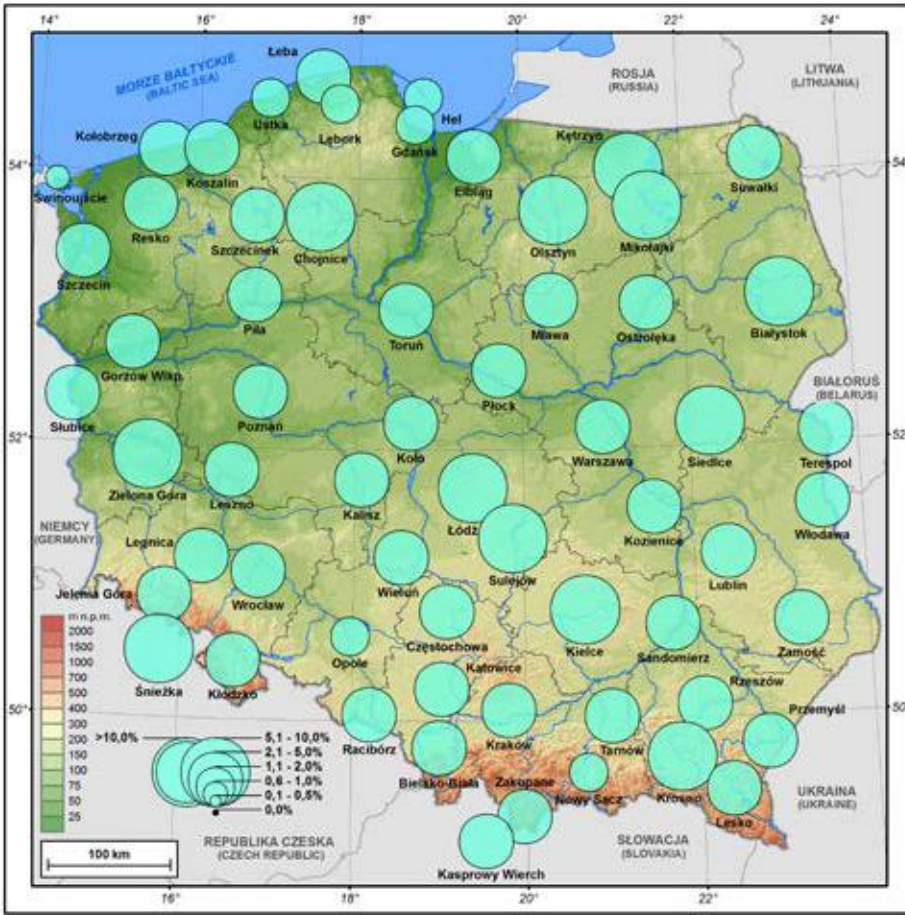 14°
16°
18°
20°
22°
24°
Łeba
MORZE BAŁTYCKIE
(BALTIC SEA)
ROSJA
(RUSSIA)
LITWA
(LITHUANIA)
Ustka
Hel
Lębork
Kołobrzeg
Gdańsk
Kętrzyn
54°
54°
Koszalin
Elbląg
Suwałki
Świnoujście
Resko
Szczecinek
Chojnice
Olsztyn
Mikołajki
Szczecin
Piła
Toruń
Mława
Ostrołęka
Białystok
Gorzów Wlkp.
Płock
BIAŁORUŚ
(BELARUS)
Słubice
Poznań
52°
52°
Koło
Warszawa
Siedlce
Terespol
Zielona Góra
Leszno
Kalisz
Łódź
Kozienice
Włodawa
NIEMCY
(GERMANY)
Legnica
Sulejów
Lublin
Jelenia Góra
Wrocław
Wieluń
m n.p.m.
2000
1500
1000
700
500
400
300
200
150
100
75
50
25
Częstochowa
Opole
Kielce
Sandomierz
Zamość
Śnieżka
Kłodzko
Katowice
Rzeszów
50°
50°
Przemyśl
>10,0%
5,1 - 10,0%
2,1 - 5,0%
1,1 - 2,0%
0,6 - 1,0%
0,1 - 0,5%
0,0%
Racibórz
Kraków
Tarnów
Bielsko-Biała
Zakopane
Nowy Sącz
Krosno
Lesko
UKRAINA
(UKRAINE)
REPUBLIKA CZESKA
(CZECH REPUBLIC)
SŁOWACJA
(SLOVAKIA)
100 km
Kasprowy Wierch
16°
18°
20°
22°